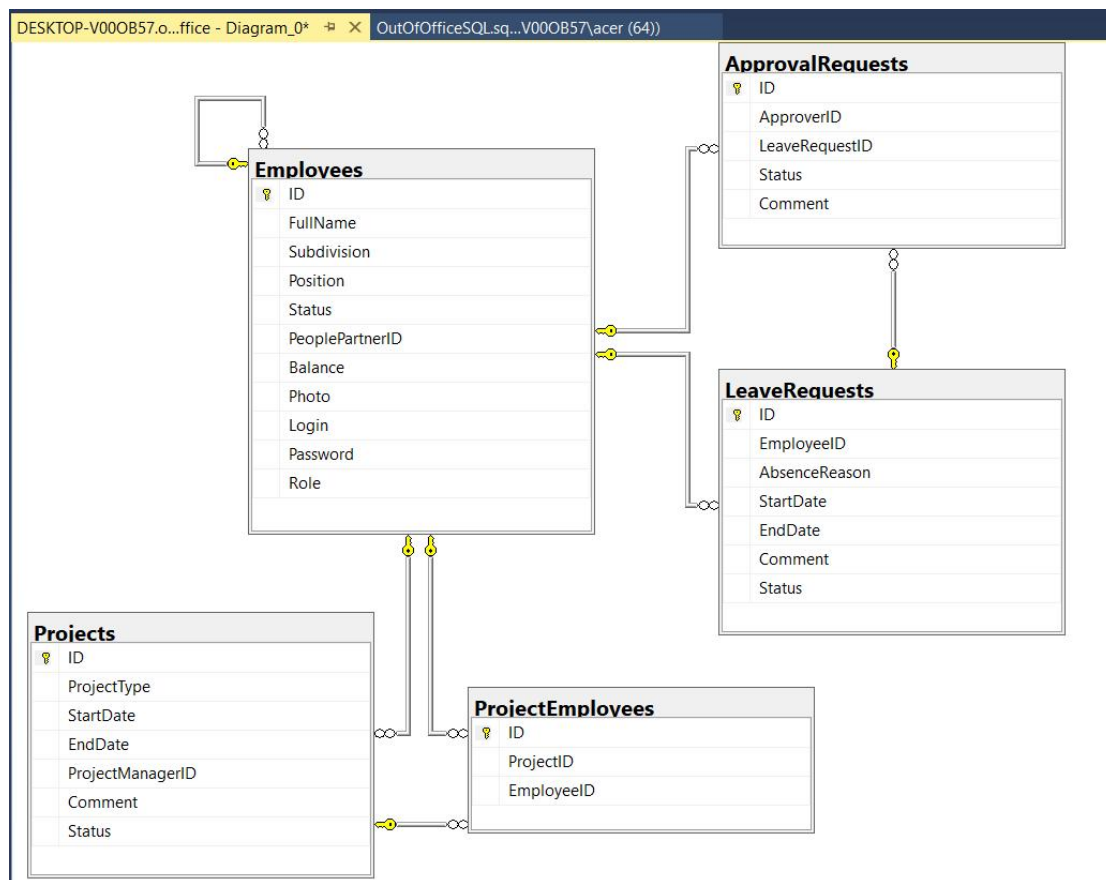 DESKTOP-V00OB57.o...ffice - Diagram_0*
OutOfOfficeSQL.sq...V00OB57\acer (64))
ApprovalRequests
ID
ApproverID
LeaveRequestID
Status
Comment
Employees
ID
FullName
Subdivision
Position
Status
PeoplePartnerID
Balance
Photo
Login
Password
Role
LeaveRequests
ID
EmployeeID
AbsenceReason
StartDate
EndDate
Comment
Status
Projects
ID
ProjectType
StartDate
EndDate
ProjectManagerID
Comment
Status
ProjectEmployees
ID
ProjectID
EmployeeID